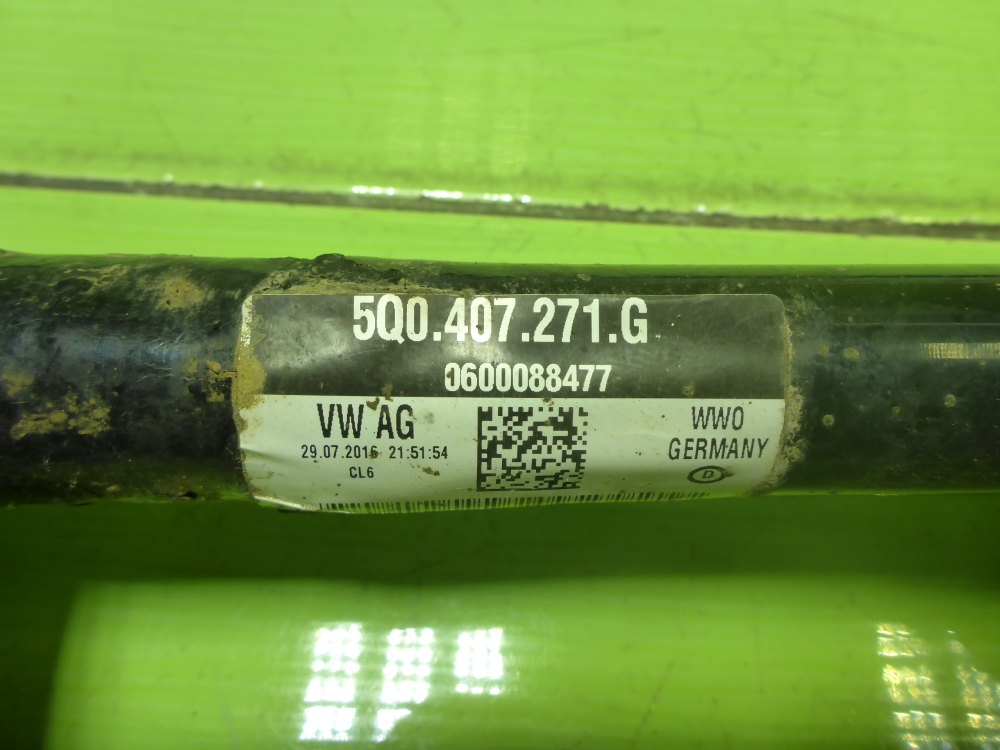 5Q0.407.271.G
0600088477
VW AG
29.07.2016 21:51:54
CL6
WWO
GERMANY
D